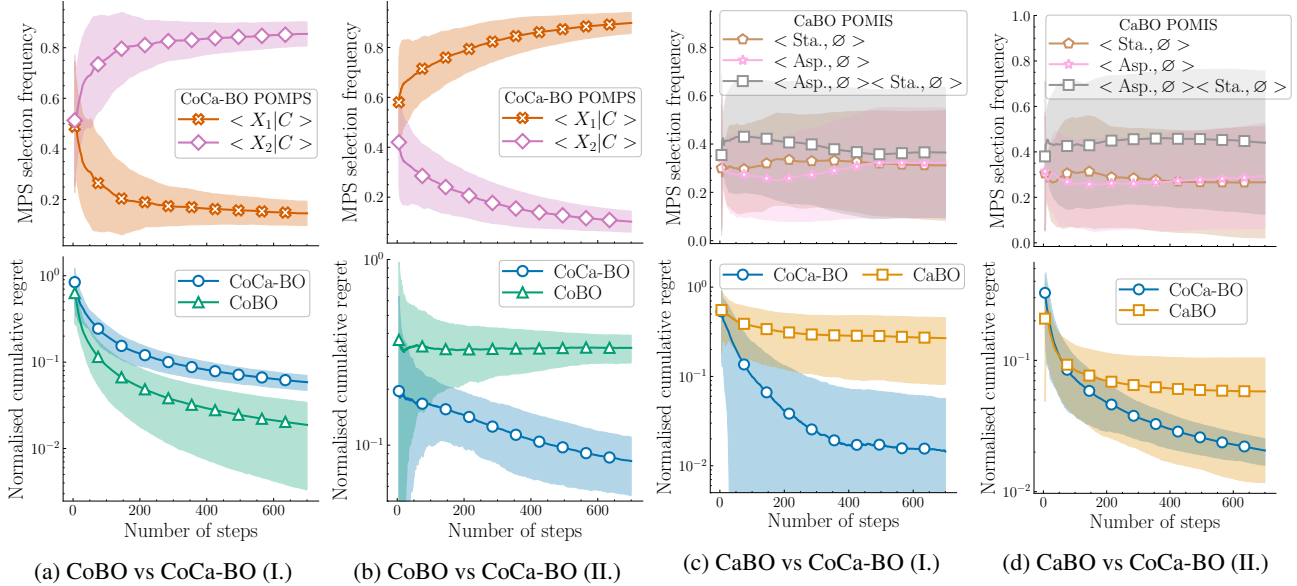 MPS selection frequency
0.8
0.6
0.4
0.2
CoCa-BO POMPS
< X1|C >
< X2|C >
MPS selection frequency
0.8
0.6
0.4
0.2
CoCa-BO POMPS
< X1|C >
< X2|C >
MPS selection frequency
0.8
0.6
0.4
0.2
0.0
CaBO POMIS
< Sta., ∅ >
< Asp., ∅ >
< Asp., ∅ >< Sta., ∅ >
MPS selection frequency
1.0
0.8
0.6
0.4
0.2
0.0
CaBO POMIS
< Sta., ∅ >
< Asp., ∅ >
< Asp., ∅ >< Sta., ∅ >
Normalised cumulative regret
10^0
10^-1
10^-2
CoCa-BO
CoBO
0 200 400 600
Number of steps
Normalised cumulative regret
10^0
10^-1
CoCa-BO
CoBO
0 200 400 600
Number of steps
Normalised cumulative regret
10^0
10^-1
10^-2
CoCa-BO CaBO
0 200 400 600
Number of steps
Normalised cumulative regret
10^-1
10^-2
CoCa-BO
CaBO
0 200 400 600
Number of steps
(a) CoBO vs CoCa-BO (I.)
(b) CoBO vs CoCa-BO (II.)
(c) CaBO vs CoCa-BO (I.)
(d) CaBO vs CoCa-BO (II.)